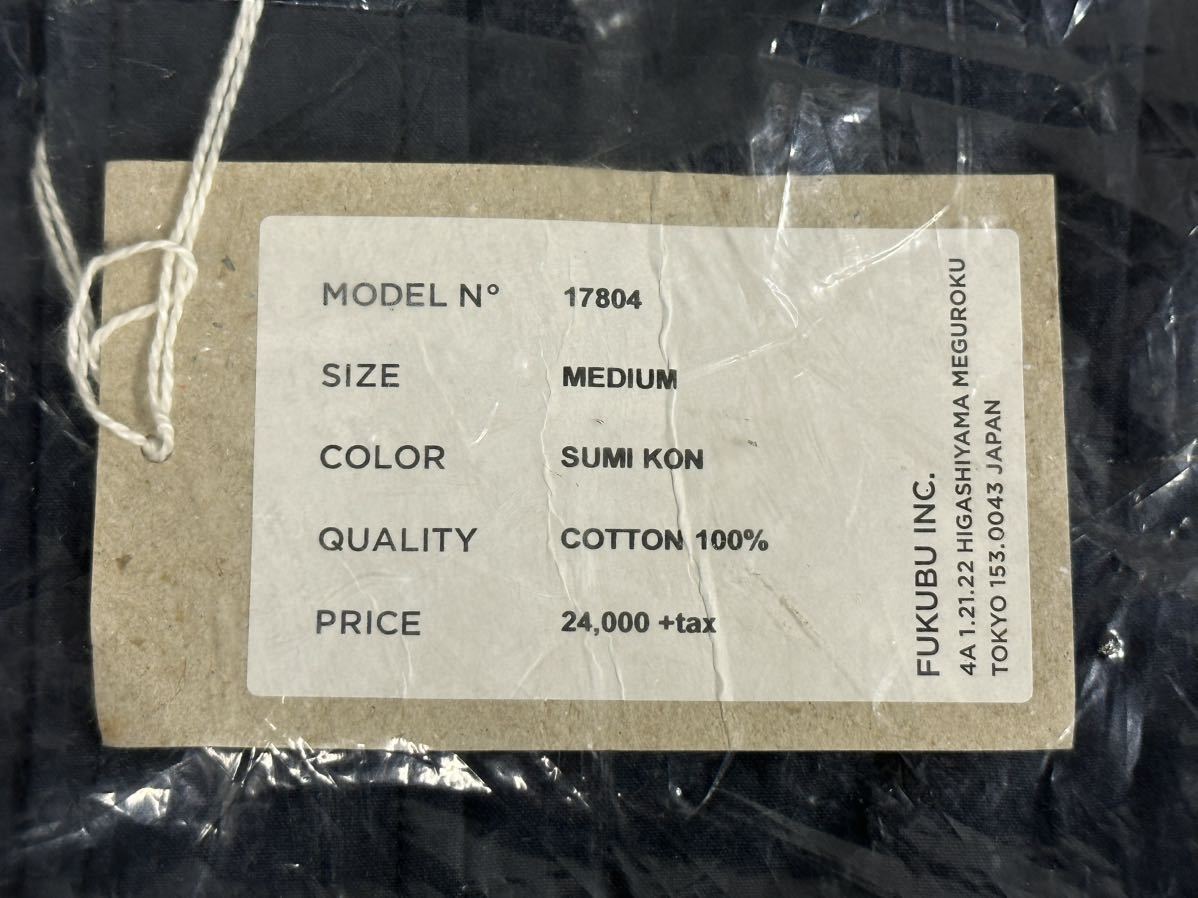 MODEL N° 17804
SIZE MEDIUM
COLOR SUMI KON
QUALITY COTTON 100%
PRICE 24,000 +tax
FUKUBU INC.
4A 1.21.22 HIGASHIYAMA MEGUROKU
TOKYO 153.0043 JAPAN